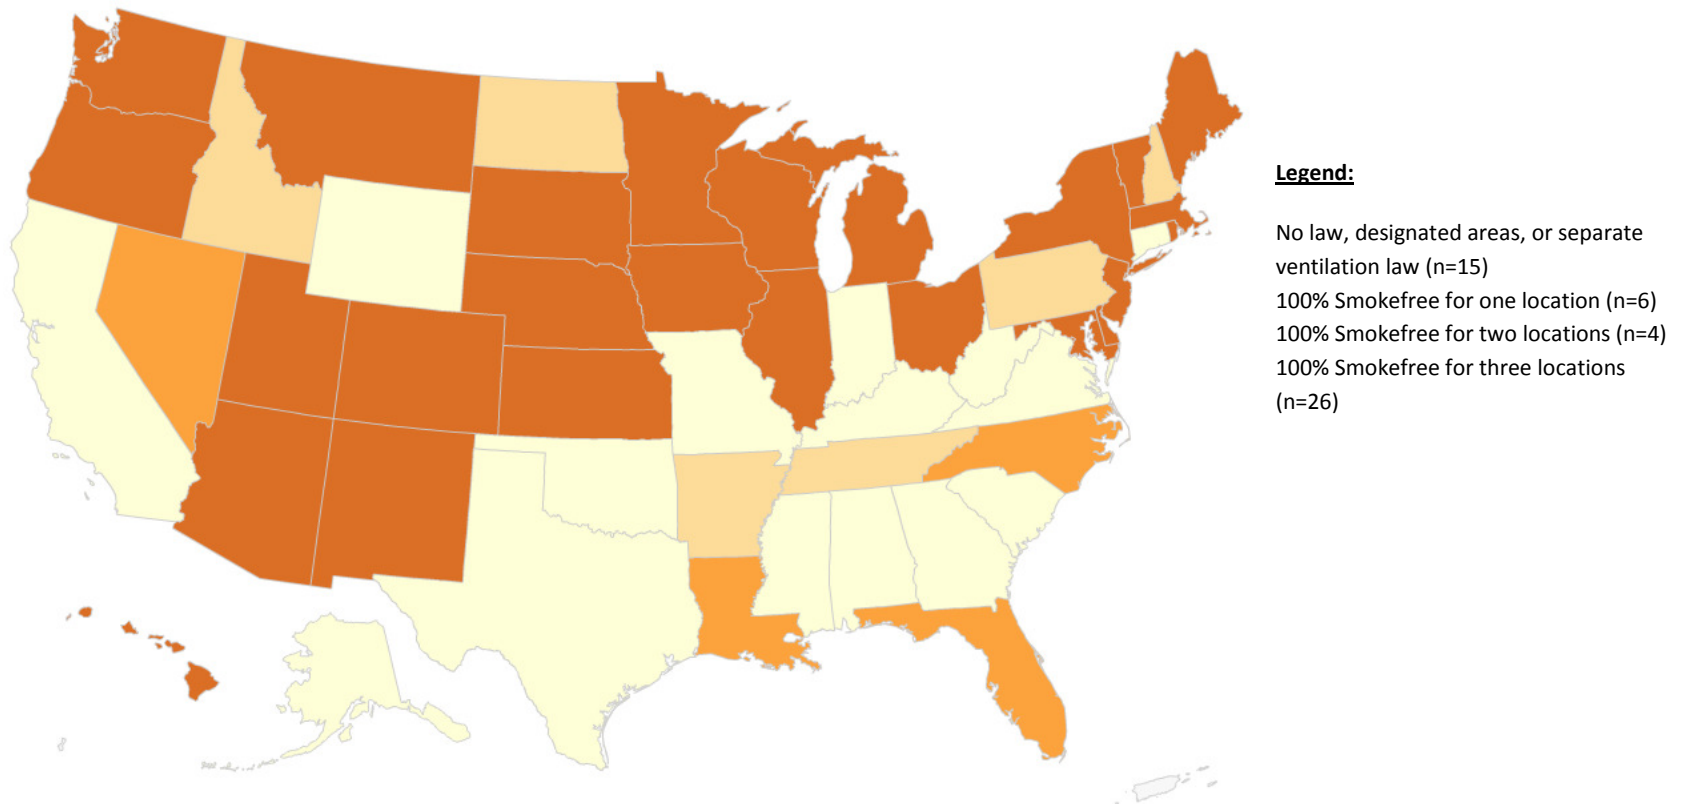 Legend:
No law, designated areas, or separate
ventilation law (n=15)
100% Smokefree for one location (n=6)
100% Smokefree for two locations (n=4)
100% Smokefree for three locations
(n=26)